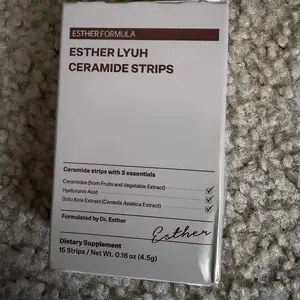 ESTHER FORMULA
ESTHER LYUH
CERAMIDE STRIPS
Ceramide strips with 3 essentials
Ceramides (from Fruits and Vegetable Extract)
Hyaluronic Acid
Gotu Kola Extract (Centella Asiatica Extract)
Formulated by Dr. Esther
Esther
Dietary Supplement
15 Strips / Net Wt. 0.16 oz (4.5g)